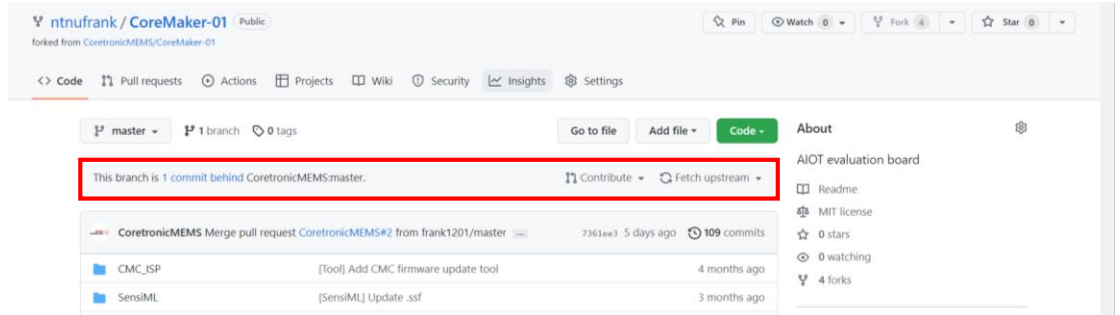 ntnufrank / CoreMaker-01 Public Pin Watch 0 Fork 4 Star 0
forked from CoretronicMEMS/CoreMaker-01
<> Code Pull requests Actions Projects Wiki Security Insights Settings
master 1 branch 0 tags Go to file Add file Code About
AIOT evaluation board
This branch is 1 commit behind CoretronicMEMS:master. Contribute Fetch upstream
Readme
MIT license
CoretronicMEMS Merge pull request CoretronicMEMS#2 from frank1201/master ... 7361ee3 5 days ago 109 commits
0 stars
0 watching
CMC_ISP [Tool] Add CMC firmware update tool 4 months ago
4 forks
SensiML [SensiML] Update .ssf 3 months ago